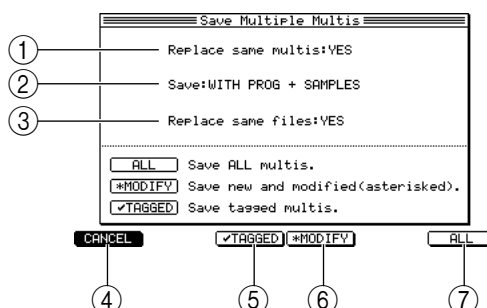 Save Multiple Multis
① Replace same multis:YES
② Save:WITH PROG + SAMPLES
③ Replace same files:YES
ALL Save ALL multis.
*MODIFY Save new and modified(asterisked).
✔TAGGED Save tagged multis.
CANCEL ✔TAGGED *MODIFY ALL
④ ⑤ ⑥ ⑦